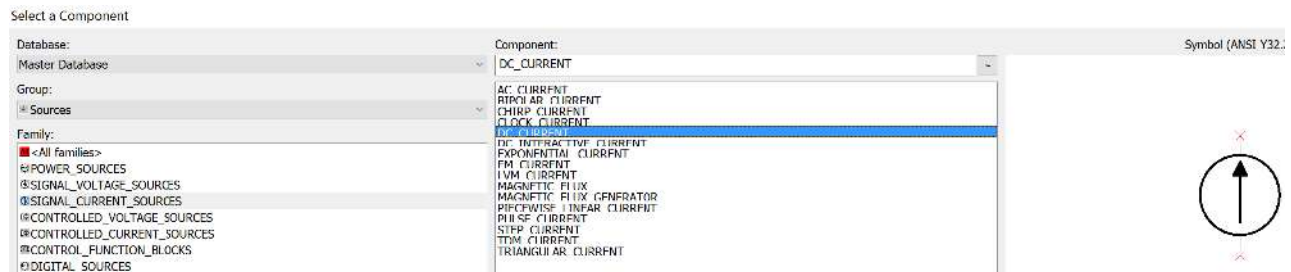 Select a Component
Database:
Master Database
Group:
Sources
Family:
<All families>
POWER_SOURCES
SIGNAL_VOLTAGE_SOURCES
SIGNAL_CURRENT_SOURCES
CONTROLLED_VOLTAGE_SOURCES
CONTROLLED_CURRENT_SOURCES
CONTROL_FUNCTION_BLOCKS
DIGITAL_SOURCES
Component:
DC_CURRENT
AC_CURRENT
BIPOLAR_CURRENT
CHIRP_CURRENT
CLOCK_CURRENT
DC_CURRENT
DC_INTERACTIVE_CURRENT
EXPONENTIAL_CURRENT
FM_CURRENT
LVM_CURRENT
MAGNETIC_FLUX
MAGNETIC_FLUX_GENERATOR
PIECEWISE_LINEAR_CURRENT
PULSE_CURRENT
STEP_CURRENT
TDM_CURRENT
TRIANGULAR_CURRENT
Symbol (ANSI Y32.